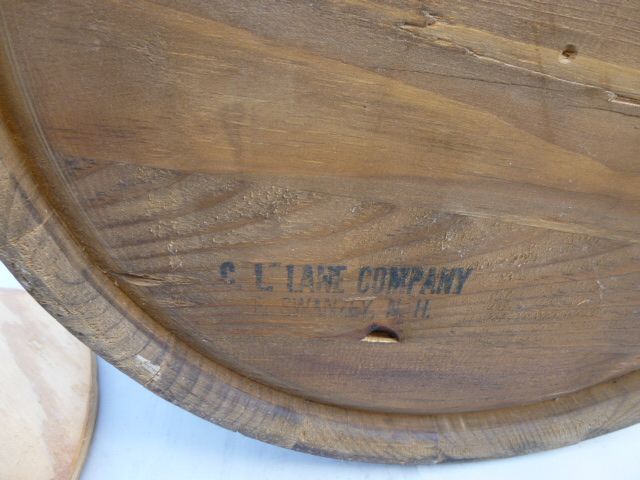 C. L. LANE COMPANY
E. SWANZEY, N. H.